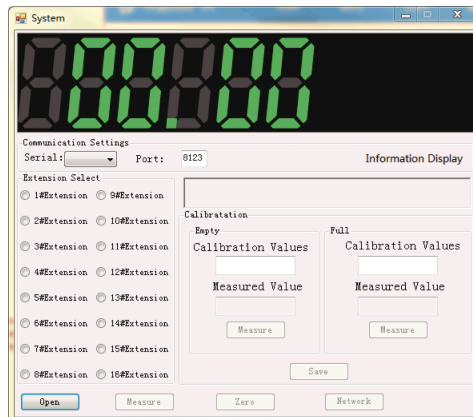 System
00.00
Communication Settings
Serial: Port: 8123 Information Display
Extension Select
1#Extension 9#Extension
2#Extension 10#Extension
3#Extension 11#Extension
4#Extension 12#Extension
5#Extension 13#Extension
6#Extension 14#Extension
7#Extension 15#Extension
8#Extension 16#Extension
Calibratation
Empty
Calibration Values
Measured Value
Measure
Full
Calibration Values
Measured Value
Measure
Save
Open Measure Zero Network